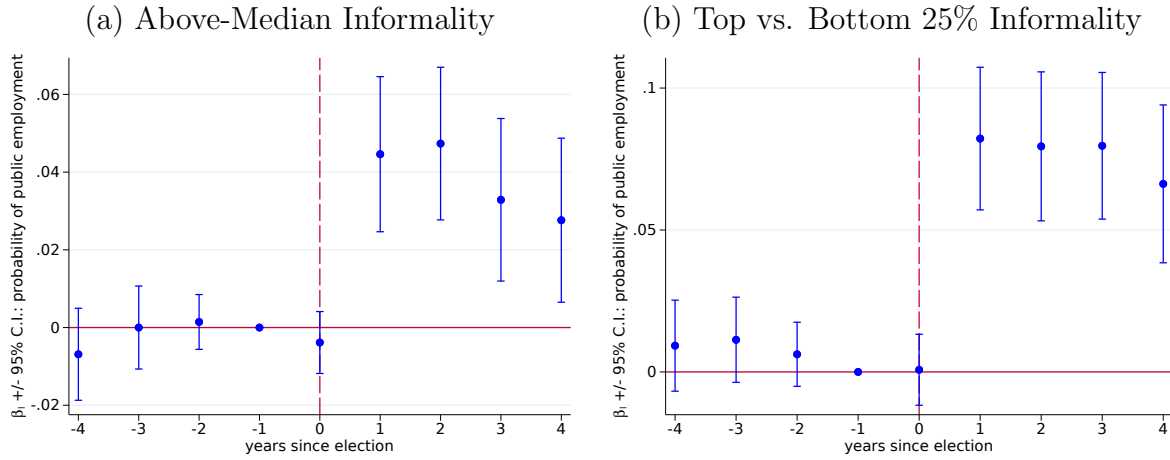 (a) Above-Median Informality
β_l +/- 95% C.I.: probability of public employment
.06
.04
.02
0
-.02
-4 -3 -2 -1 0 1 2 3 4
years since election
(b) Top vs. Bottom 25% Informality
β_l +/- 95% C.I.: probability of public employment
.1
.05
0
-4 -3 -2 -1 0 1 2 3 4
years since election